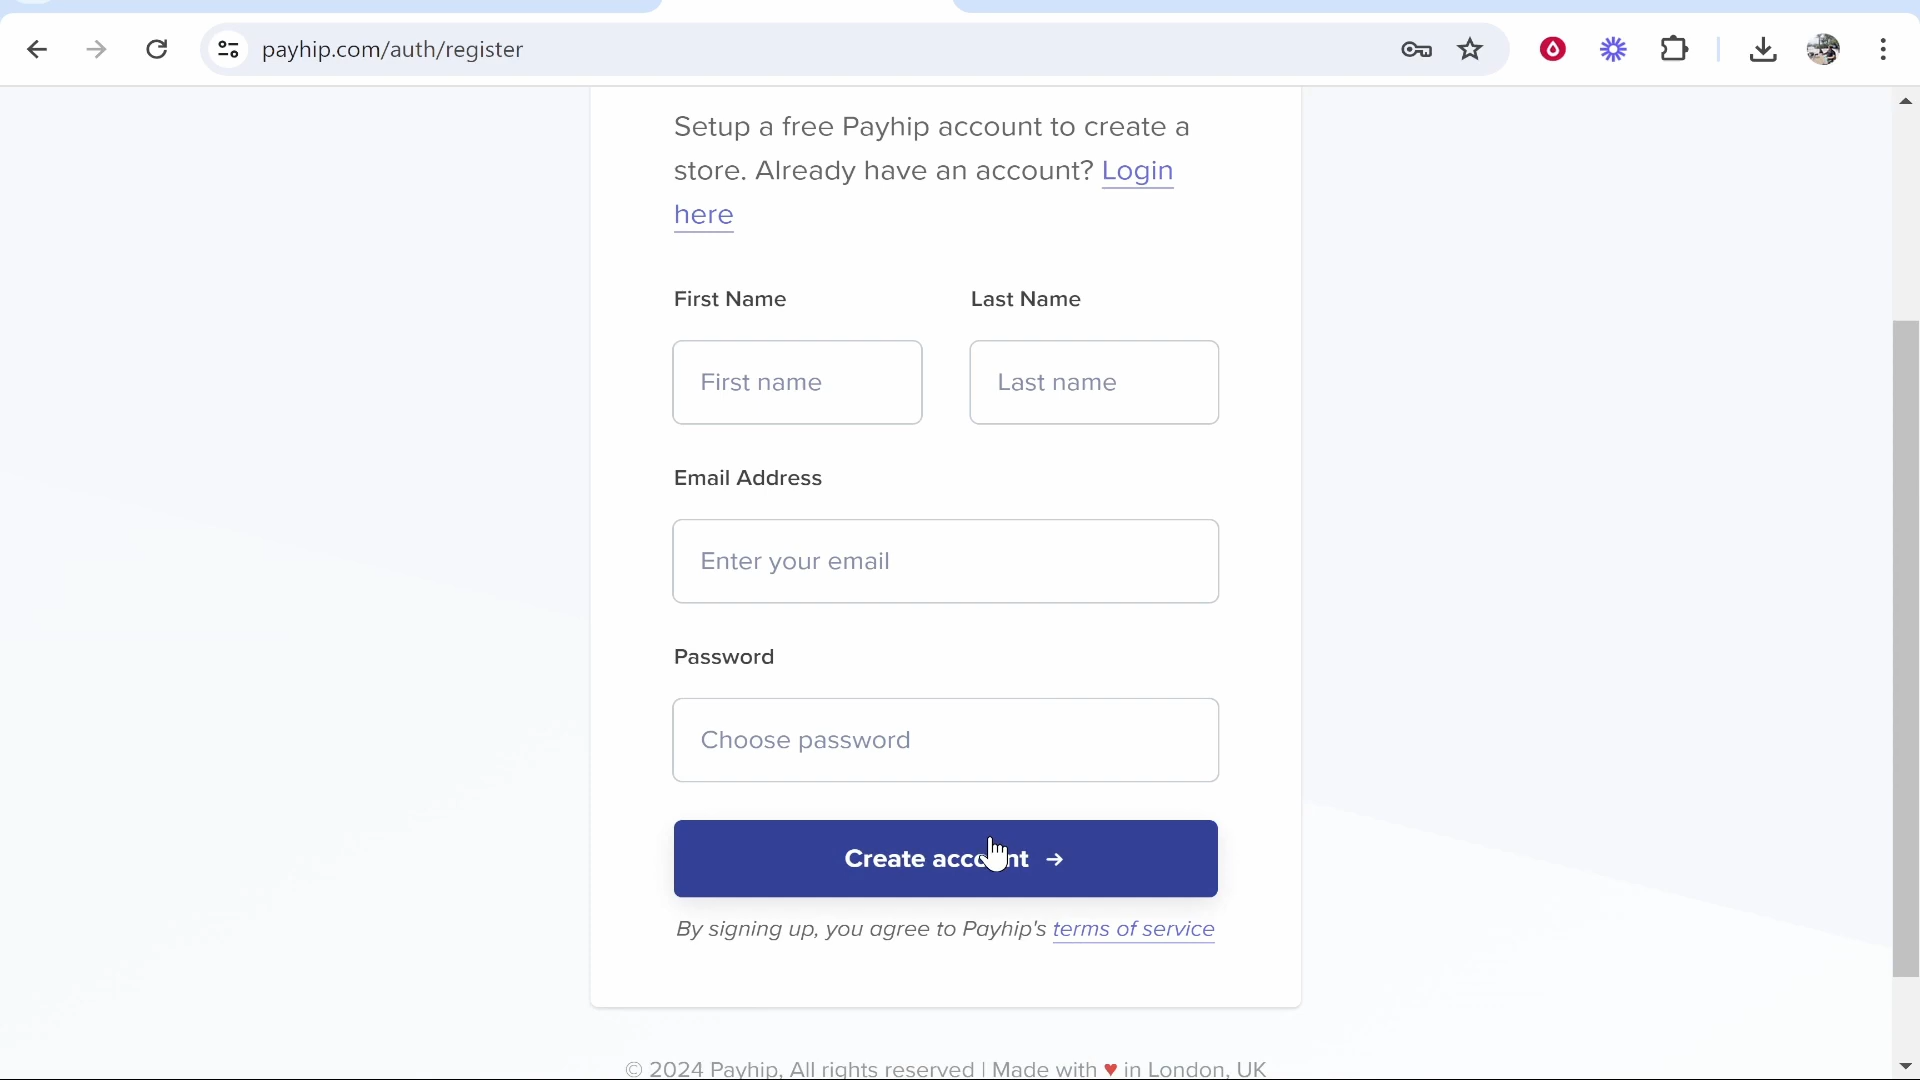 payhip.com/auth/register
Setup a free Payhip account to create a
store. Already have an account? Login
here
First Name Last Name
First name Last name
Email Address
Enter your email
Password
Choose password
Create account →
By signing up, you agree to Payhip's terms of service
© 2024 Payhip, All rights reserved | Made with ♥ in London, UK